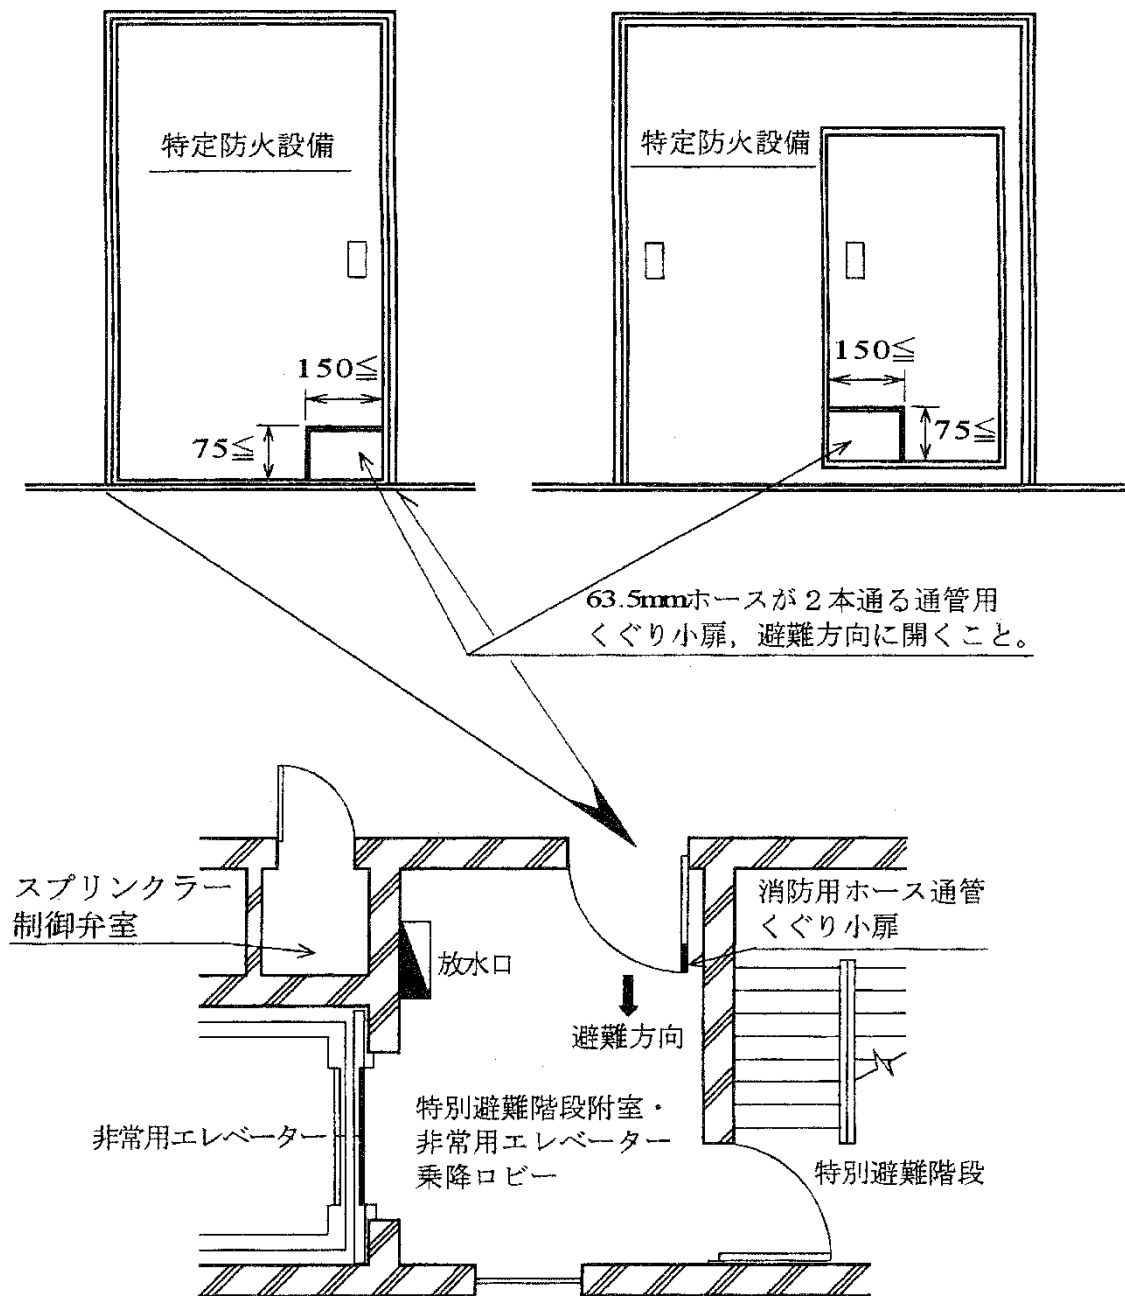 特定防火設備
特定防火設備
150≦
75≦
150≦
75≦
63.5mmホースが２本通る通管用
くぐり小扉，避難方向に開くこと。
スプリンクラー
制御弁室
放水口
消防用ホース通管
くぐり小扉
避難方向
非常用エレベーター
特別避難階段附室・
非常用エレベーター
乗降ロビー
特別避難階段